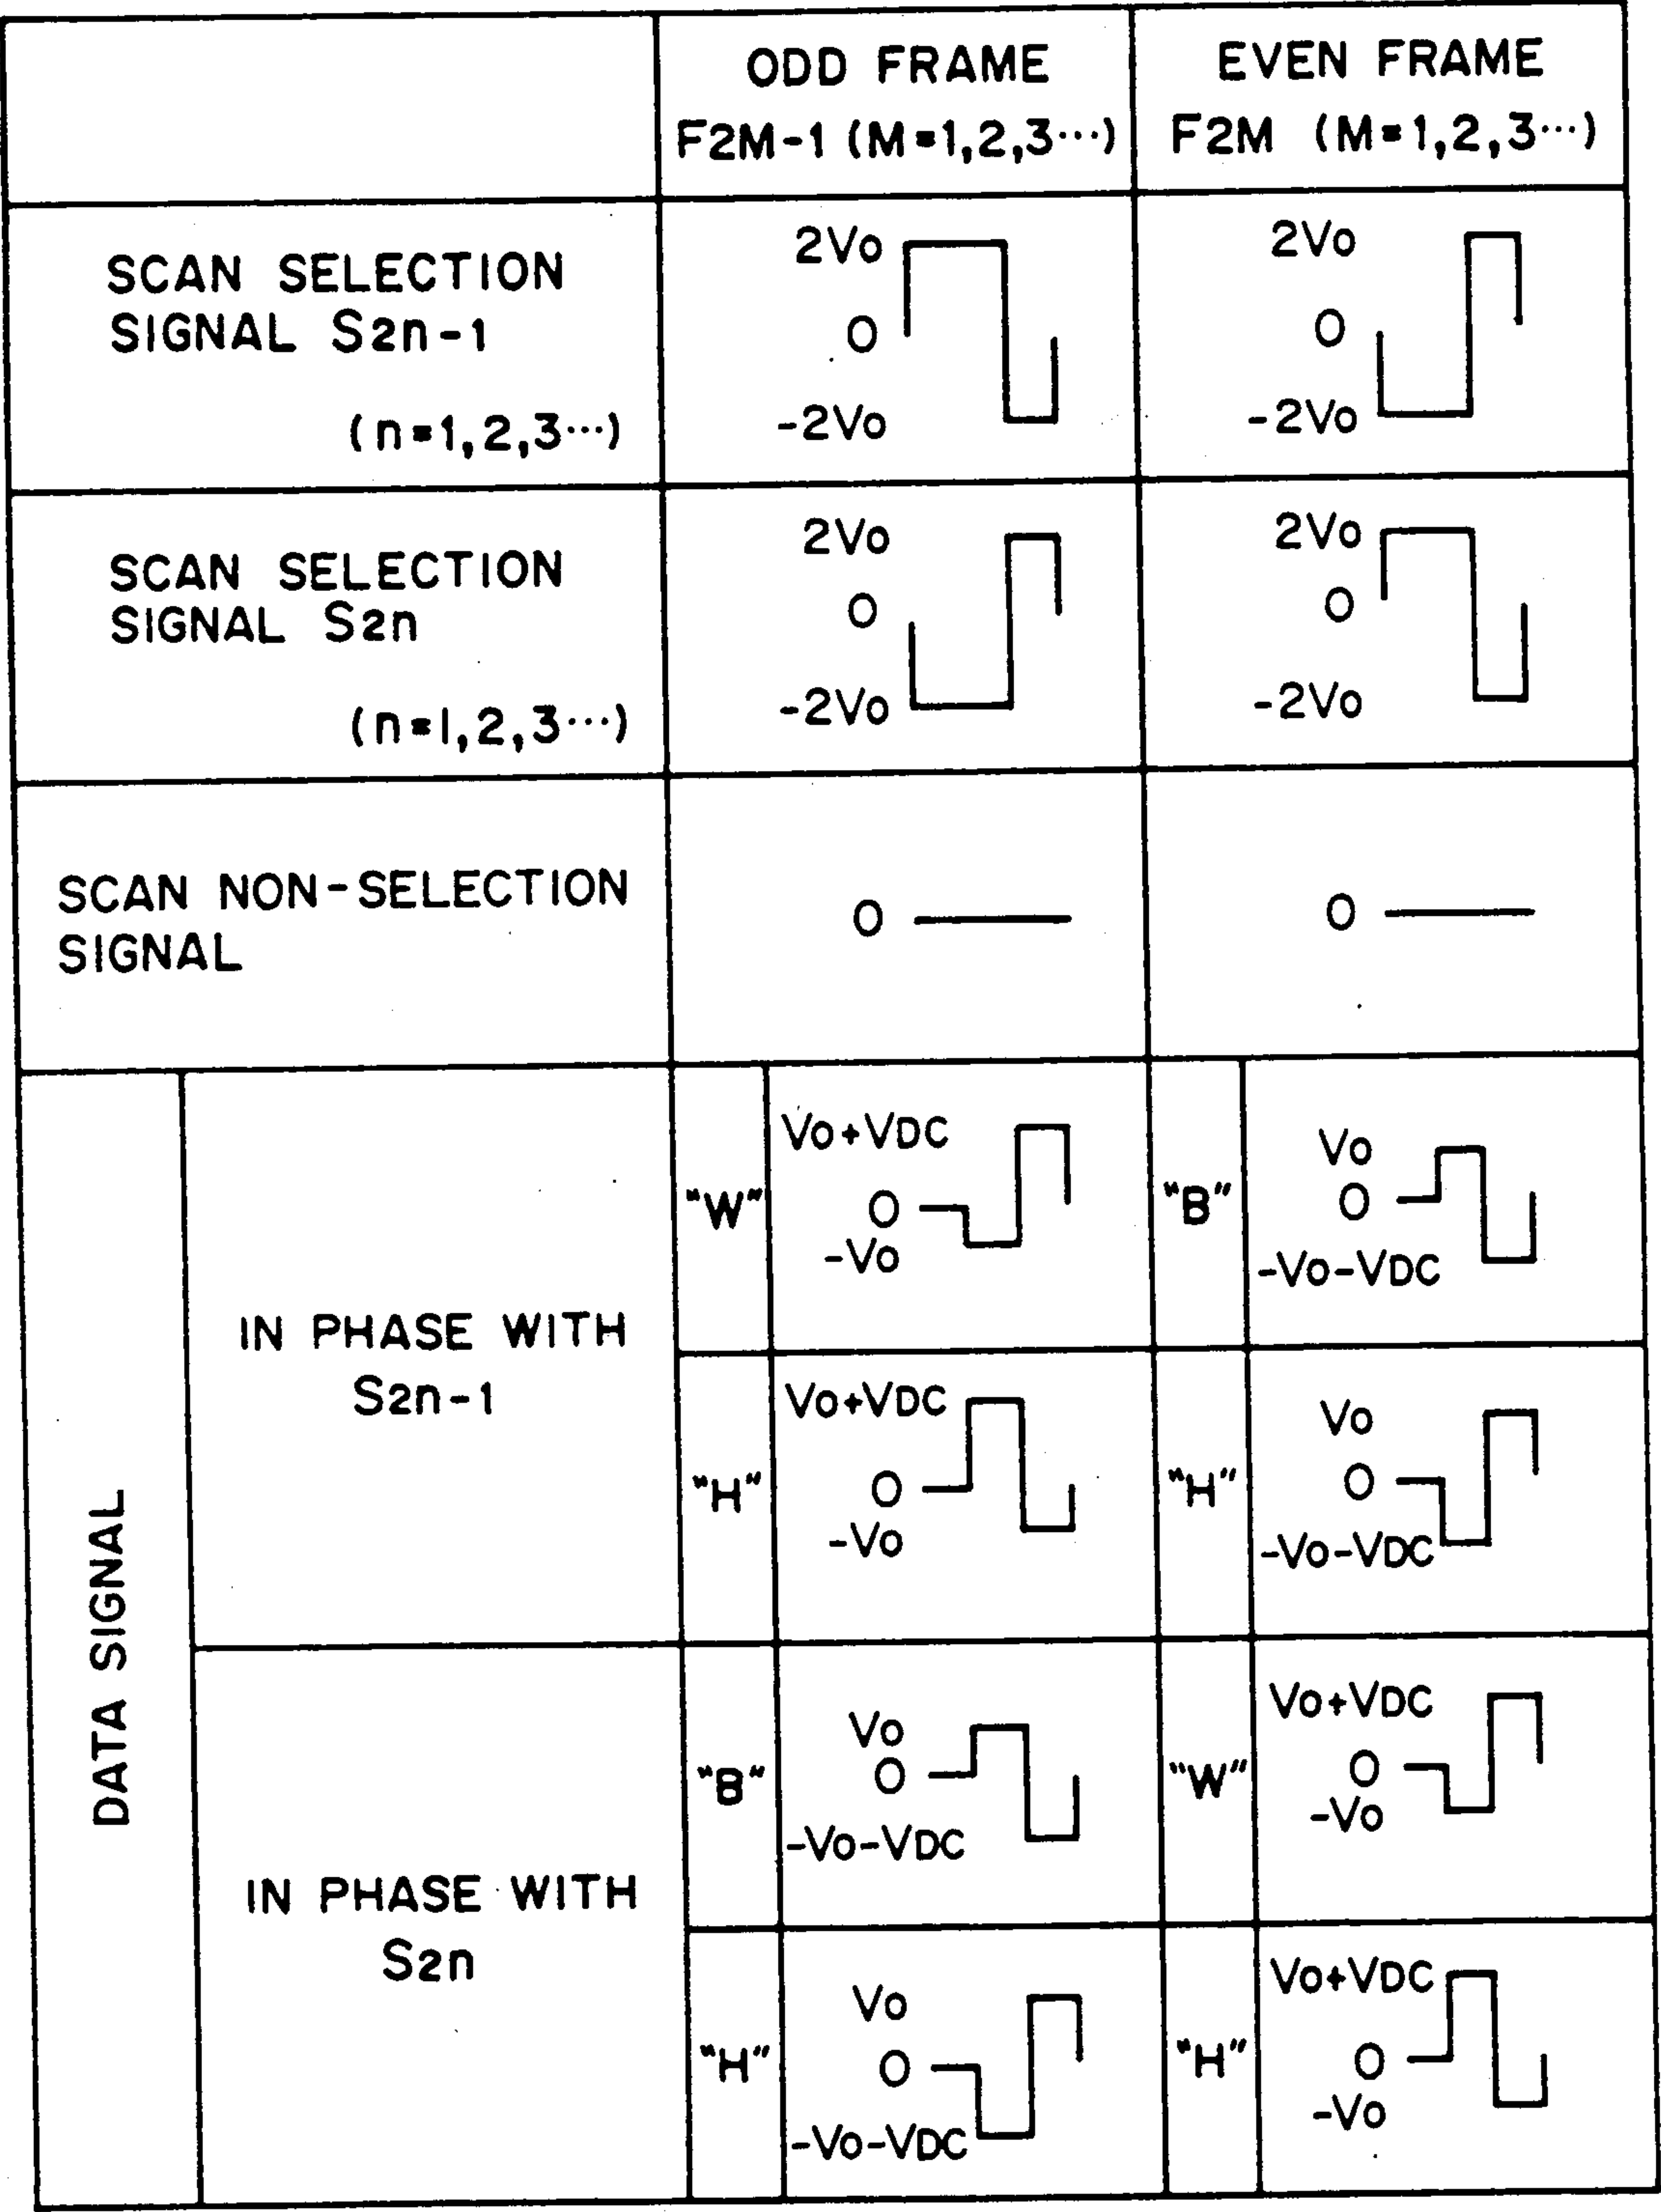 ODD FRAME
F2M-1 (M=1,2,3···)
EVEN FRAME
F2M (M=1,2,3···)
SCAN SELECTION
SIGNAL S2n-1
(n=1,2,3···)
2Vo
0
-2Vo
2Vo
0
-2Vo
SCAN SELECTION
SIGNAL S2n
(n=1,2,3···)
2Vo
0
-2Vo
2Vo
0
-2Vo
SCAN NON-SELECTION
SIGNAL
0
0
DATA SIGNAL
IN PHASE WITH
S2n-1
"W"
Vo+VDC
0
-Vo
"B"
Vo
0
-Vo-VDC
"H"
Vo+VDC
0
-Vo
"H"
Vo
0
-Vo-VDC
IN PHASE WITH
S2n
"B"
Vo
0
-Vo-VDC
"W"
Vo+VDC
0
-Vo
"H"
Vo
0
-Vo-VDC
"H"
Vo+VDC
0
-Vo